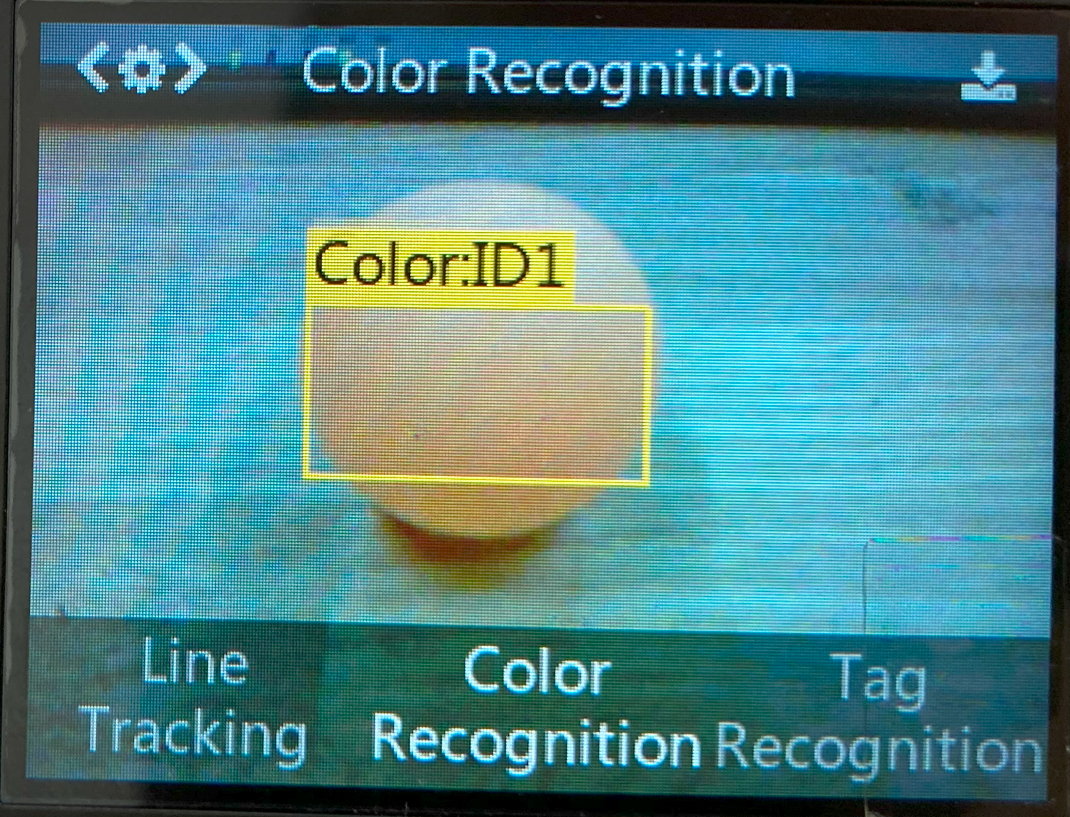 Color Recognition
Color:ID1
Line
Tracking
Color
Recognition
Tag
Recognition